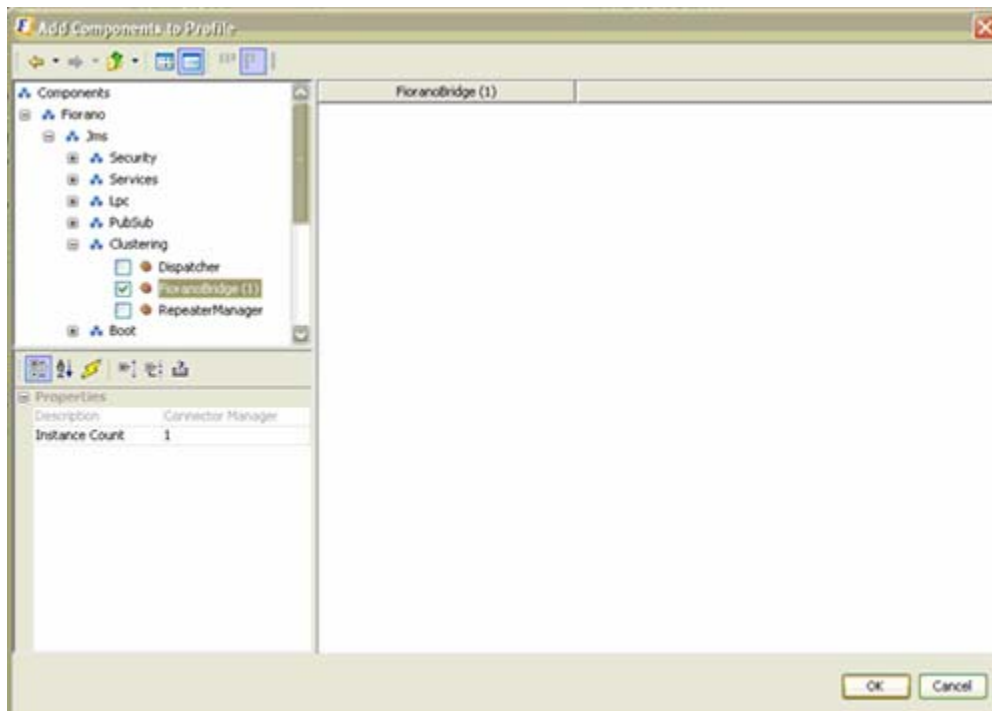 Add Components to Profile
Components
FioranoBridge (1)
Fiorano
Jms
Security
Services
Lpc
PubSub
Clustering
Dispatcher
FioranoBridge (1)
RepeaterManager
Boot
Properties
Description Connector Manager
Instance Count 1
OK Cancel